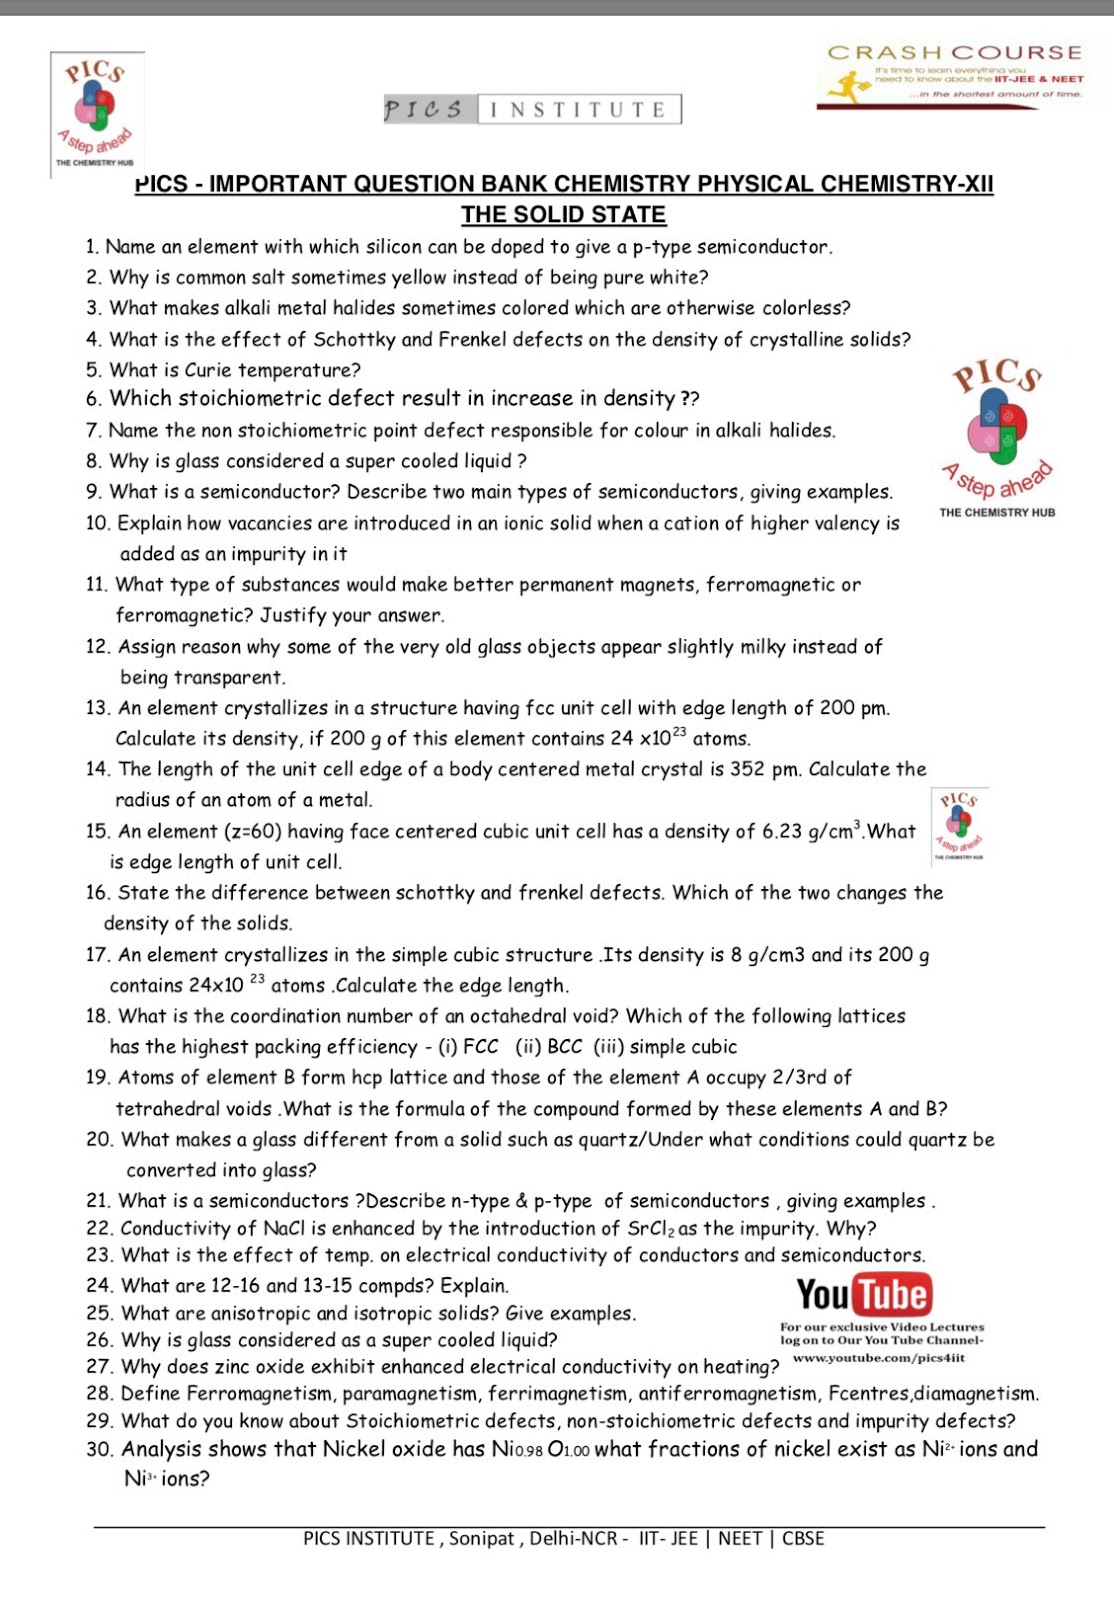 PICS
A step ahead
THE CHEMISTRY HUB
PICS INSTITUTE
CRASH COURSE
It's time to learn everything you
need to know about the IIT-JEE & NEET
...in the shortest amount of time.
PICS - IMPORTANT QUESTION BANK CHEMISTRY PHYSICAL CHEMISTRY-XII
THE SOLID STATE
1. Name an element with which silicon can be doped to give a p-type semiconductor.
2. Why is common salt sometimes yellow instead of being pure white?
3. What makes alkali metal halides sometimes colored which are otherwise colorless?
4. What is the effect of Schottky and Frenkel defects on the density of crystalline solids?
5. What is Curie temperature?
6. Which stoichiometric defect result in increase in density ??
7. Name the non stoichiometric point defect responsible for colour in alkali halides.
8. Why is glass considered a super cooled liquid ?
9. What is a semiconductor? Describe two main types of semiconductors, giving examples.
PICS
A step ahead
THE CHEMISTRY HUB
10. Explain how vacancies are introduced in an ionic solid when a cation of higher valency is
added as an impurity in it
11. What type of substances would make better permanent magnets, ferromagnetic or
ferromagnetic? Justify your answer.
12. Assign reason why some of the very old glass objects appear slightly milky instead of
being transparent.
13. An element crystallizes in a structure having fcc unit cell with edge length of 200 pm.
Calculate its density, if 200 g of this element contains 24 x10²³ atoms.
14. The length of the unit cell edge of a body centered metal crystal is 352 pm. Calculate the
radius of an atom of a metal.
PICS
A step ahead
THE CHEMISTRY HUB
15. An element (z=60) having face centered cubic unit cell has a density of 6.23 g/cm³.What
is edge length of unit cell.
16. State the difference between schottky and frenkel defects. Which of the two changes the
density of the solids.
17. An element crystallizes in the simple cubic structure .Its density is 8 g/cm3 and its 200 g
contains 24x10 ²³ atoms .Calculate the edge length.
18. What is the coordination number of an octahedral void? Which of the following lattices
has the highest packing efficiency - (i) FCC (ii) BCC (iii) simple cubic
19. Atoms of element B form hcp lattice and those of the element A occupy 2/3rd of
tetrahedral voids .What is the formula of the compound formed by these elements A and B?
20. What makes a glass different from a solid such as quartz/Under what conditions could quartz be
converted into glass?
21. What is a semiconductors ?Describe n-type & p-type of semiconductors , giving examples .
22. Conductivity of NaCl is enhanced by the introduction of SrCl₂ as the impurity. Why?
23. What is the effect of temp. on electrical conductivity of conductors and semiconductors.
24. What are 12-16 and 13-15 compds? Explain.
25. What are anisotropic and isotropic solids? Give examples.
26. Why is glass considered as a super cooled liquid?
27. Why does zinc oxide exhibit enhanced electrical conductivity on heating?
YouTube
For our exclusive Video Lectures
log on to Our You Tube Channel-
www.youtube.com/pics4iit
28. Define Ferromagnetism, paramagnetism, ferrimagnetism, antiferromagnetism, Fcentres,diamagnetism.
29. What do you know about Stoichiometric defects, non-stoichiometric defects and impurity defects?
30. Analysis shows that Nickel oxide has Ni₀.₉₈ O₁.₀₀ what fractions of nickel exist as Ni²⁺ ions and
Ni³⁺ ions?
PICS INSTITUTE , Sonipat , Delhi-NCR - IIT- JEE | NEET | CBSE